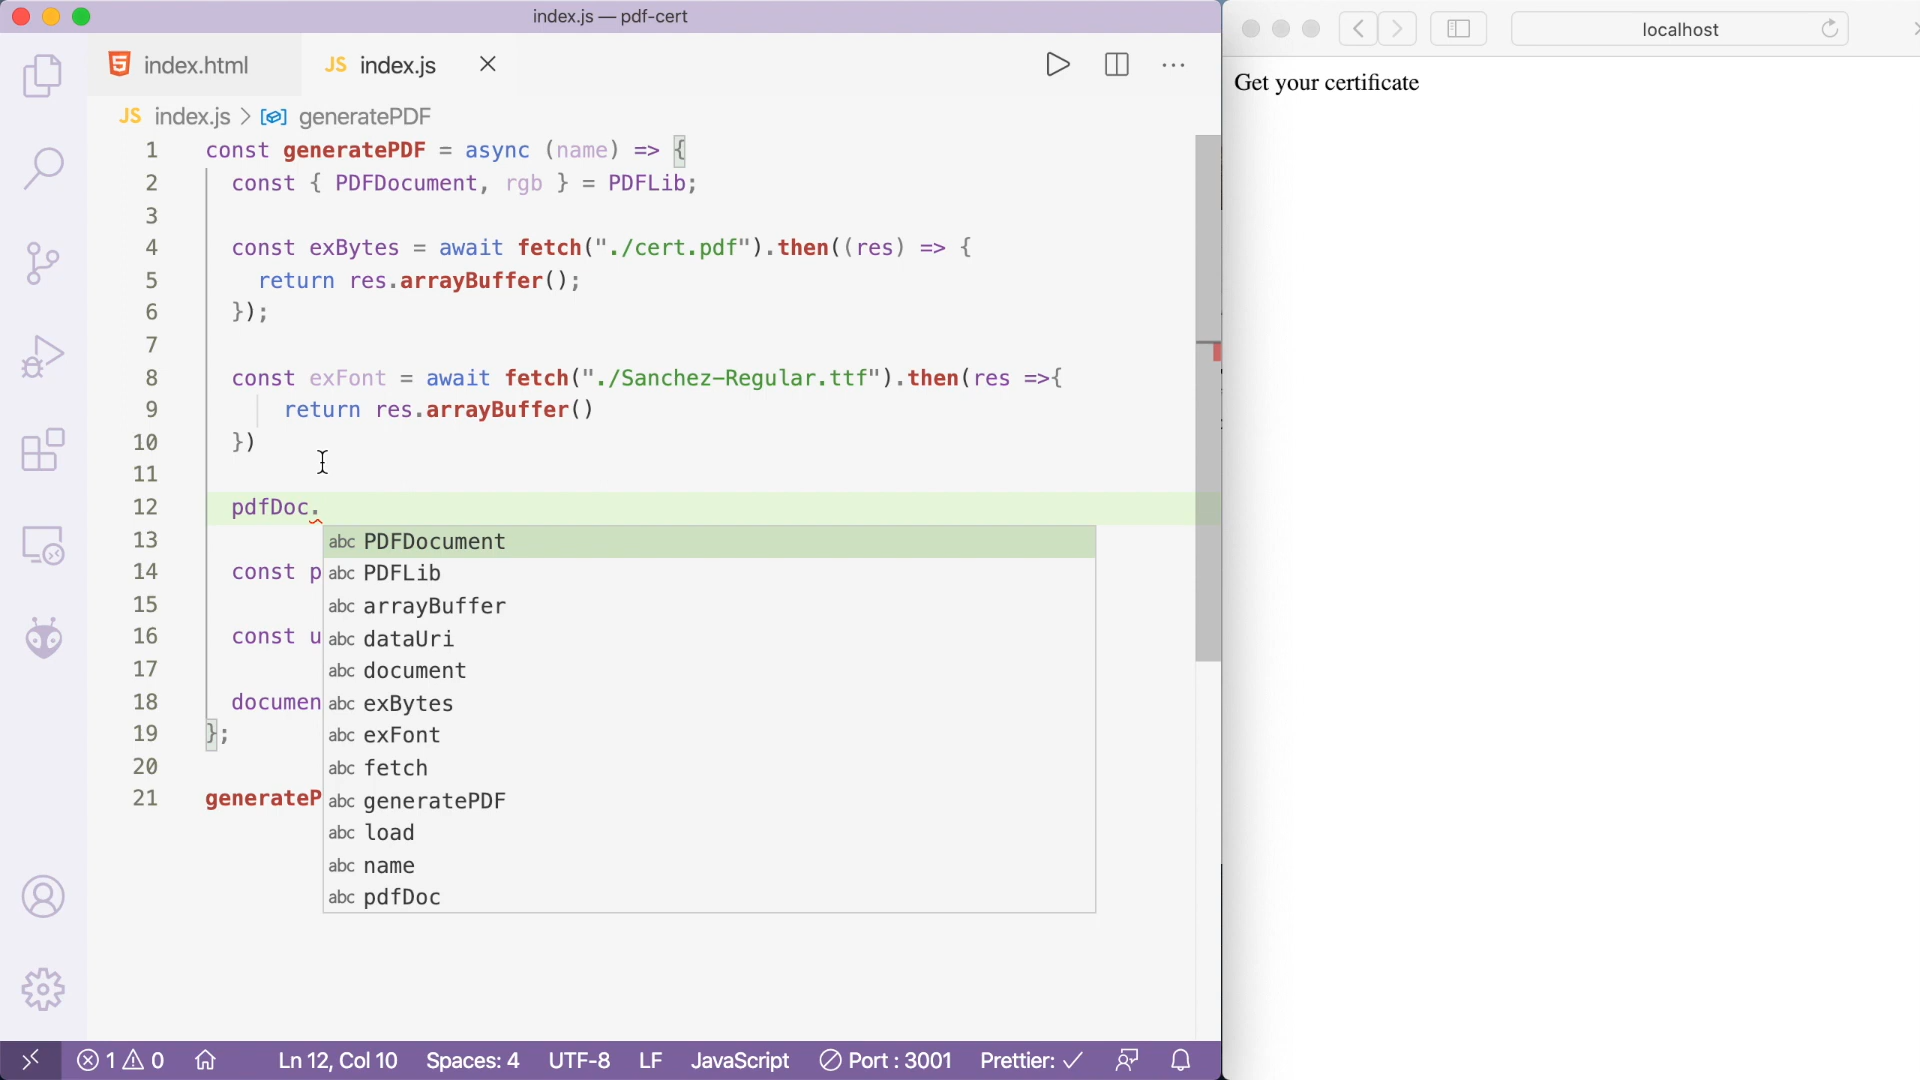 index.js — pdf-cert
index.html
JS index.js
JS index.js > generatePDF
1 const generatePDF = async (name) => {
2 const { PDFDocument, rgb } = PDFLib;
3
4 const exBytes = await fetch("./cert.pdf").then((res) => {
5 return res.arrayBuffer();
6 });
7
8 const exFont = await fetch("./Sanchez-Regular.ttf").then(res =>{
9 return res.arrayBuffer()
10 })
11
12 pdfDoc.
13
14 const p
15
16 const u
17
18 documen
19 };
20
21 generateP
abc PDFDocument
abc PDFLib
abc arrayBuffer
abc dataUri
abc document
abc exBytes
abc exFont
abc fetch
abc generatePDF
abc load
abc name
abc pdfDoc
1 0 Ln 12, Col 10 Spaces: 4 UTF-8 LF JavaScript Port : 3001 Prettier: ✓
localhost
Get your certificate